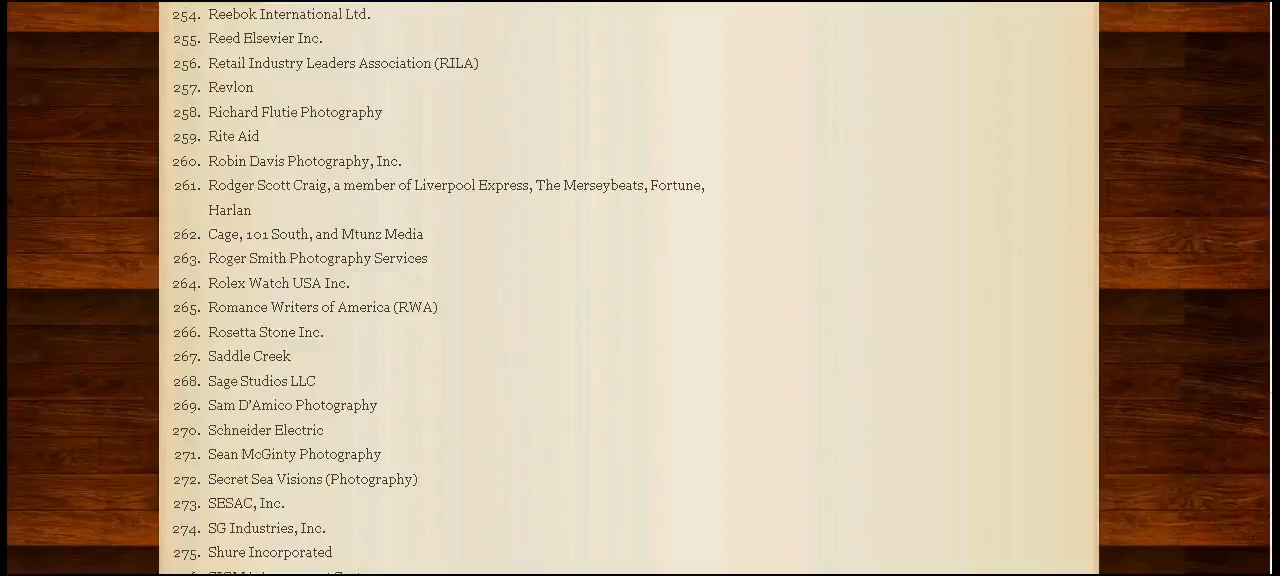 254. Reebok International Ltd.
255. Reed Elsevier Inc.
256. Retail Industry Leaders Association (RILA)
257. Revlon
258. Richard Flutie Photography
259. Rite Aid
260. Robin Davis Photography, Inc.
261. Rodger Scott Craig, a member of Liverpool Express, The Merseybeats, Fortune,
Harlan
262. Cage, 101 South, and Mtunz Media
263. Roger Smith Photography Services
264. Rolex Watch USA Inc.
265. Romance Writers of America (RWA)
266. Rosetta Stone Inc.
267. Saddle Creek
268. Sage Studios LLC
269. Sam D'Amico Photography
270. Schneider Electric
271. Sean McGinty Photography
272. Secret Sea Visions (Photography)
273. SESAC, Inc.
274. SG Industries, Inc.
275. Shure Incorporated